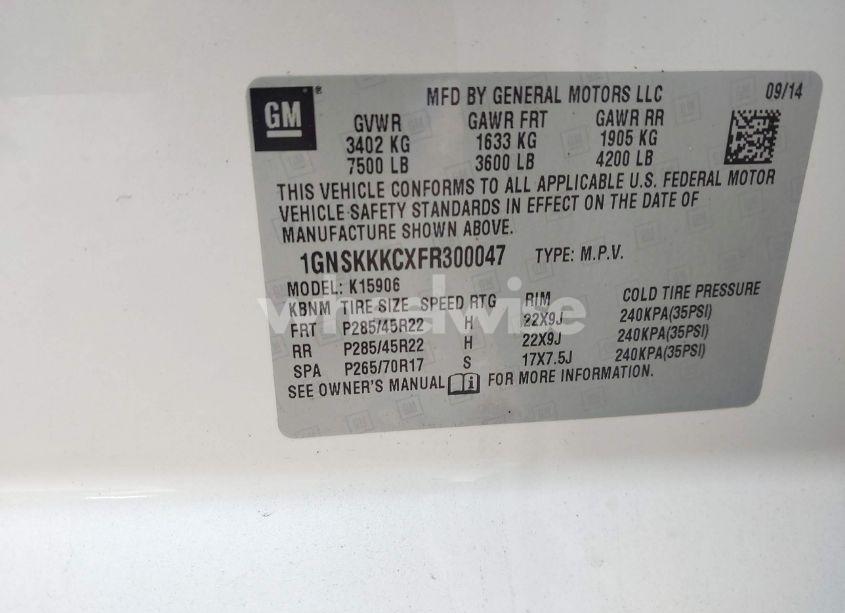 GM
MFD BY GENERAL MOTORS LLC 09/14
GVWR GAWR FRT GAWR RR
3402 KG 1633 KG 1905 KG
7500 LB 3600 LB 4200 LB
THIS VEHICLE CONFORMS TO ALL APPLICABLE U.S. FEDERAL MOTOR
VEHICLE SAFETY STANDARDS IN EFFECT ON THE DATE OF
MANUFACTURE SHOWN ABOVE.
1GNSKKKCXFR300047 TYPE: M.P.V.
MODEL: K15906
wheelwise
KBNM TIRE SIZE SPEED RTG RIM COLD TIRE PRESSURE
FRT P285/45R22 H 22X9J 240KPA(35PSI)
RR P285/45R22 H 22X9J 240KPA(35PSI)
SPA P265/70R17 S 17X7.5J 240KPA(35PSI)
SEE OWNER'S MANUAL FOR MORE INFORMATION.